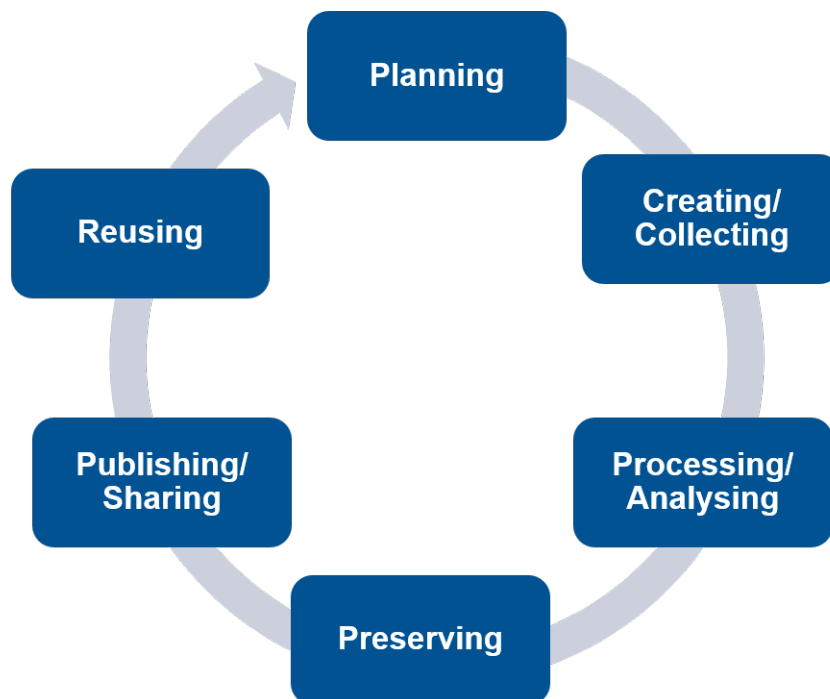 Planning
Creating/
Collecting
Processing/
Analysing
Preserving
Publishing/
Sharing
Reusing